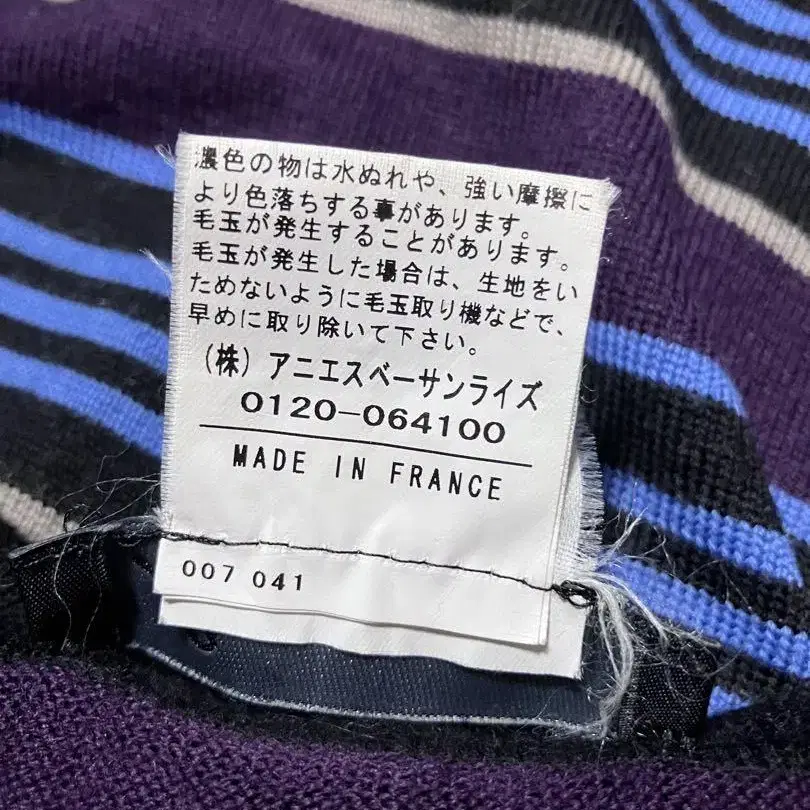 濃色の物は水ぬれや、強い摩擦に
より色落ちする事があります。
毛玉が発生することがあります。
毛玉が発生した場合は、生地をい
ためないように毛玉取り機などで、
早めに取り除いて下さい。
(株) アニエスベーサンライズ
0120-064100
MADE IN FRANCE
007 041